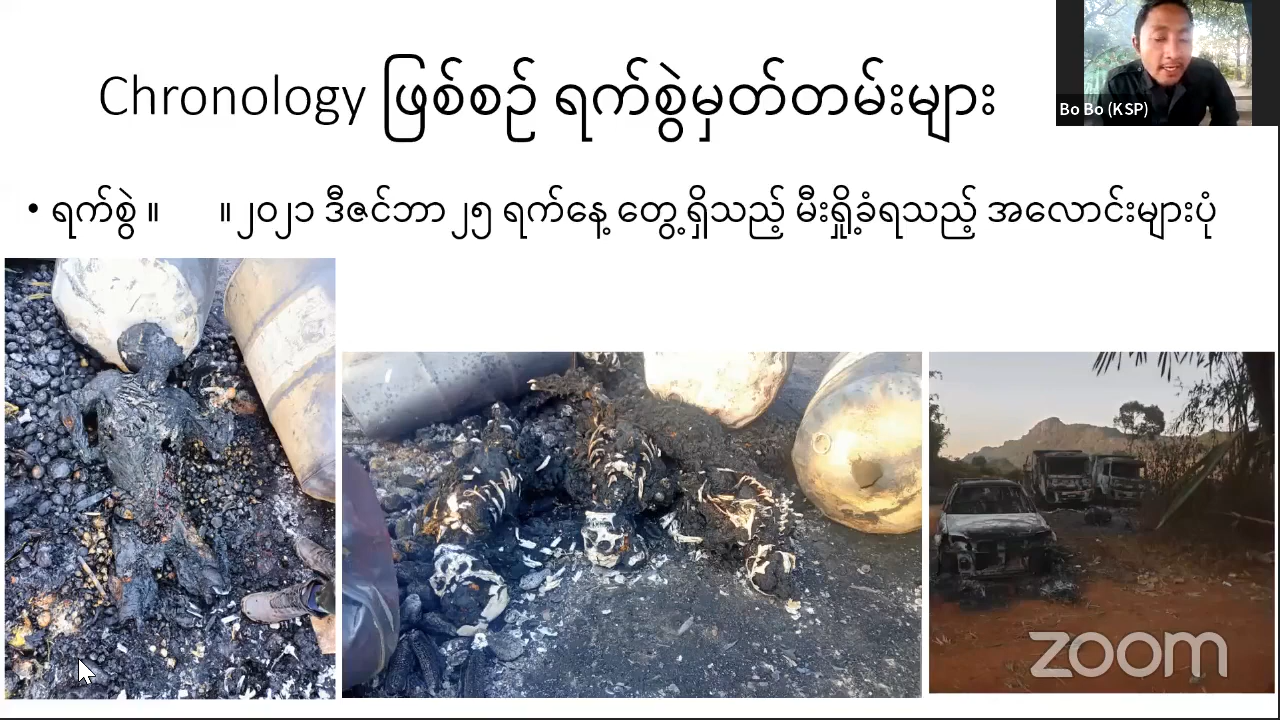 Chronology ဖြစ်စဉ် ရက်စွဲမှတ်တမ်းများ
Bo Bo (KSP)
• ရက်စွဲ ။ ။၂၀၂၁ ဒီဇင်ဘာ၂၅ ရက်နေ့ တွေ့ရှိသည့် မီးရှို့ခံရသည့် အလောင်းများပုံ
zoom